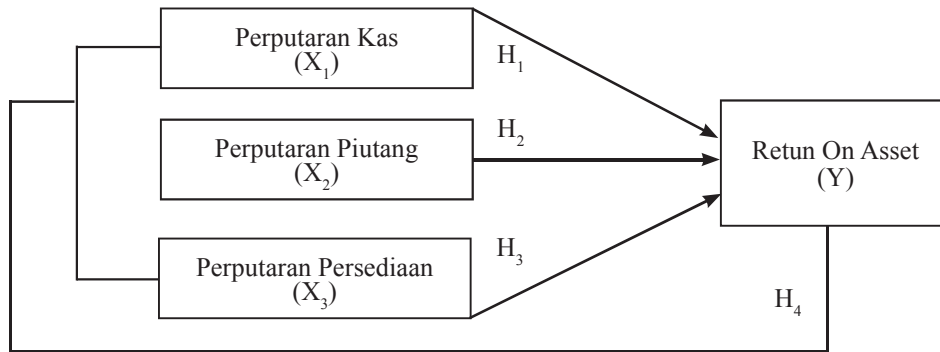 Perputaran Kas
(X₁)
H₁
Perputaran Piutang
(X₂)
H₂
Retun On Asset
(Y)
Perputaran Persediaan
(X₃)
H₃
H₄